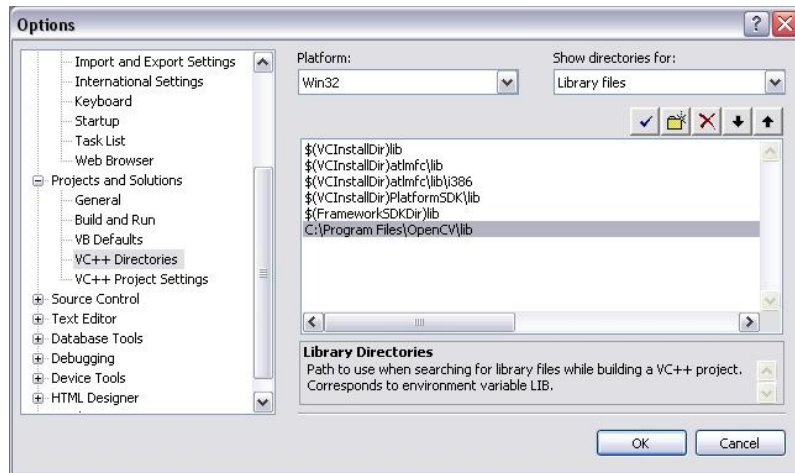 Options
Import and Export Settings
International Settings
Keyboard
Startup
Task List
Web Browser
Projects and Solutions
General
Build and Run
VB Defaults
VC++ Directories
VC++ Project Settings
Source Control
Text Editor
Database Tools
Debugging
Device Tools
HTML Designer
Platform:
Win32
Show directories for:
Library files
$(VCInstallDir)lib
$(VCInstallDir)atlmfc\lib
$(VCInstallDir)atlmfc\lib\i386
$(VCInstallDir)PlatformSDK\lib
$(FrameworkSDKDir)lib
C:\Program Files\OpenCV\lib
Library Directories
Path to use when searching for library files while building a VC++ project.
Corresponds to environment variable LIB.
OK
Cancel